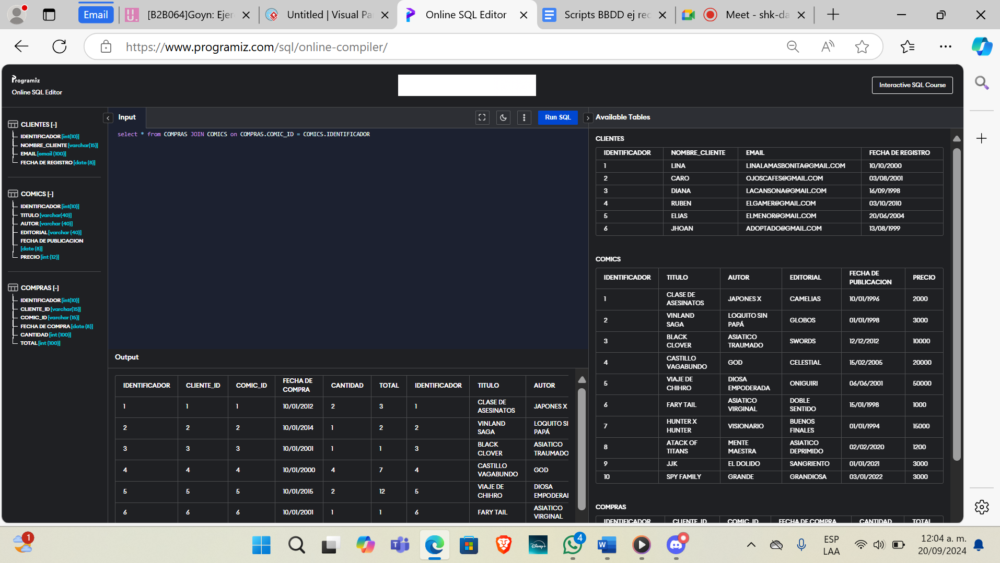 Email
[B2B064]Goyn: Ejer
Untitled | Visual Pa
Online SQL Editor
Scripts BBDD ej rec
Meet - shk-da
https://www.programiz.com/sql/online-compiler/
Programiz
Online SQL Editor
Interactive SQL Course
CLIENTES [-]
IDENTIFICADOR [int(10)]
NOMBRE_CLIENTE [varchar(15)]
EMAIL [email (100)]
FECHA DE REGISTRO [date (8)]
COMICS [-]
IDENTIFICADOR [int(10)]
TITULO [varchar(40)]
AUTOR [varchar (40)]
EDITORIAL [varchar (40)]
FECHA DE PUBLICACION
[date (8)]
PRECIO [int (12)]
COMPRAS [-]
IDENTIFICADOR [int(10)]
CLIENTE_ID [varchar(15)]
COMIC_ID [varchar (15)]
FECHA DE COMPRA [date (8)]
CANTIDAD [int (100)]
TOTAL [int (100)]
Input
Run SQL
select * from COMPRAS JOIN COMICS on COMPRAS.COMIC_ID = COMICS.IDENTIFICADOR
Output
IDENTIFICADOR CLIENTE_ID COMIC_ID FECHA DE COMPRA CANTIDAD TOTAL IDENTIFICADOR TITULO AUTOR
1 1 1 10/01/2012 2 3 1 CLASE DE ASESINATOS JAPONES X
2 2 2 10/01/2014 1 2 2 VINLAND SAGA LOQUITO SI PAPÁ
3 3 3 10/01/2001 1 1 3 BLACK CLOVER ASIATICO TRAUMADO
4 4 4 10/01/2000 4 7 4 CASTILLO VAGABUNDO GOD
5 5 5 10/01/2015 2 12 5 VIAJE DE CHIHRO DIOSA EMPODERA
6 6 6 10/01/2001 1 1 6 FARY TAIL ASIATICO VIRGINAL
Available Tables
CLIENTES
IDENTIFICADOR NOMBRE_CLIENTE EMAIL FECHA DE REGISTRO
1 LINA LINALAMASBONITA@GMAIL.COM 10/10/2000
2 CARO OJOSCAFES@GMAIL.COM 03/08/2001
3 DIANA LACANSONA@GMAIL.COM 16/09/1998
4 RUBEN ELGAMER@GMAIL.COM 03/10/2010
5 ELIAS ELMENOR@GMAIL.COM 20/06/2004
6 JHOAN ADOPTADO@GMAIL.COM 13/08/1999
COMICS
IDENTIFICADOR TITULO AUTOR EDITORIAL FECHA DE PUBLICACION PRECIO
1 CLASE DE ASESINATOS JAPONES X CAMELIAS 10/01/1996 2000
2 VINLAND SAGA LOQUITO SIN PAPÁ GLOBOS 01/01/1998 3000
3 BLACK CLOVER ASIATICO TRAUMADO SWORDS 12/12/2012 10000
4 CASTILLO VAGABUNDO GOD CELESTIAL 15/02/2005 20000
5 VIAJE DE CHIHRO DIOSA EMPODERADA ONIGUIRI 06/06/2001 50000
6 FARY TAIL ASIATICO VIRGINAL DOBLE SENTIDO 15/01/1998 1000
7 HUNTER X HUNTER VISIONARIO BUENOS FINALES 01/01/1994 15000
8 ATACK OF TITANS MENTE MAESTRA ASIATICO DEPRIMIDO 02/02/2020 1200
9 JJK EL DOLIDO SANGRIENTO 01/01/2021 3000
10 SPY FAMILY GRANDE GRANDIOSA 03/01/2022 3000
COMPRAS
IDENTIFICADOR CLIENTE_ID COMIC_ID FECHA DE COMPRA CANTIDAD TOTAL
1
Disney+
4
ESP
LAA
12:04 a. m.
20/09/2024